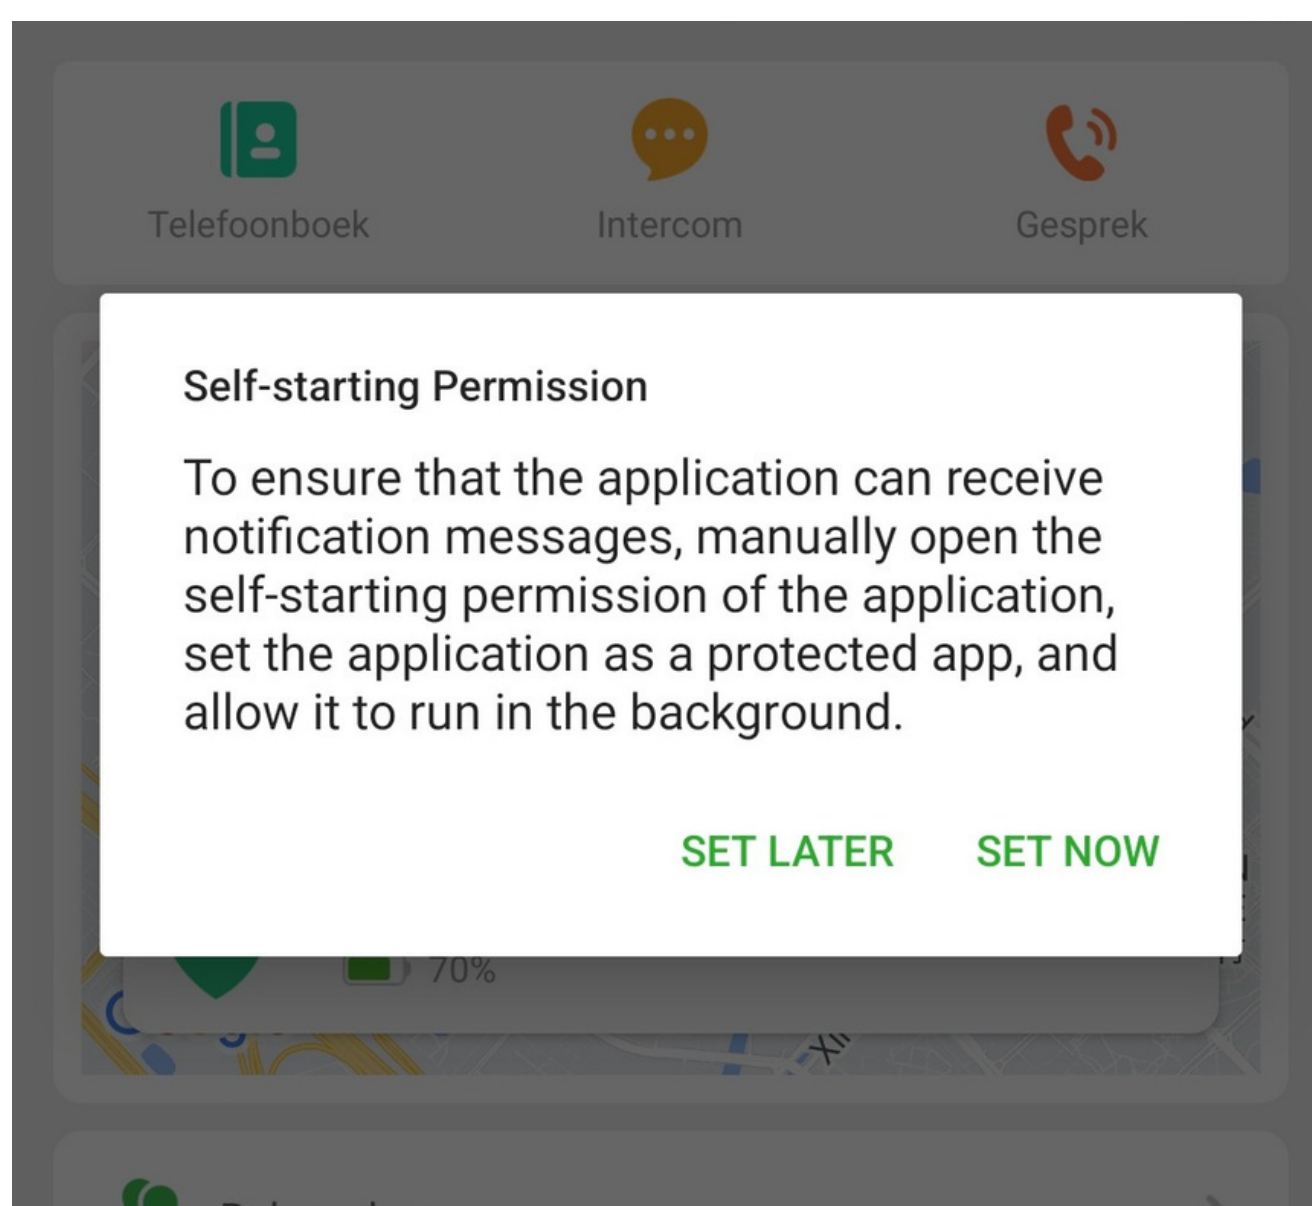 Telefoonboek
Intercom
Gesprek
Self-starting Permission
To ensure that the application can receive
notification messages, manually open the
self-starting permission of the application,
set the application as a protected app, and
allow it to run in the background.
SET LATER
SET NOW
70%